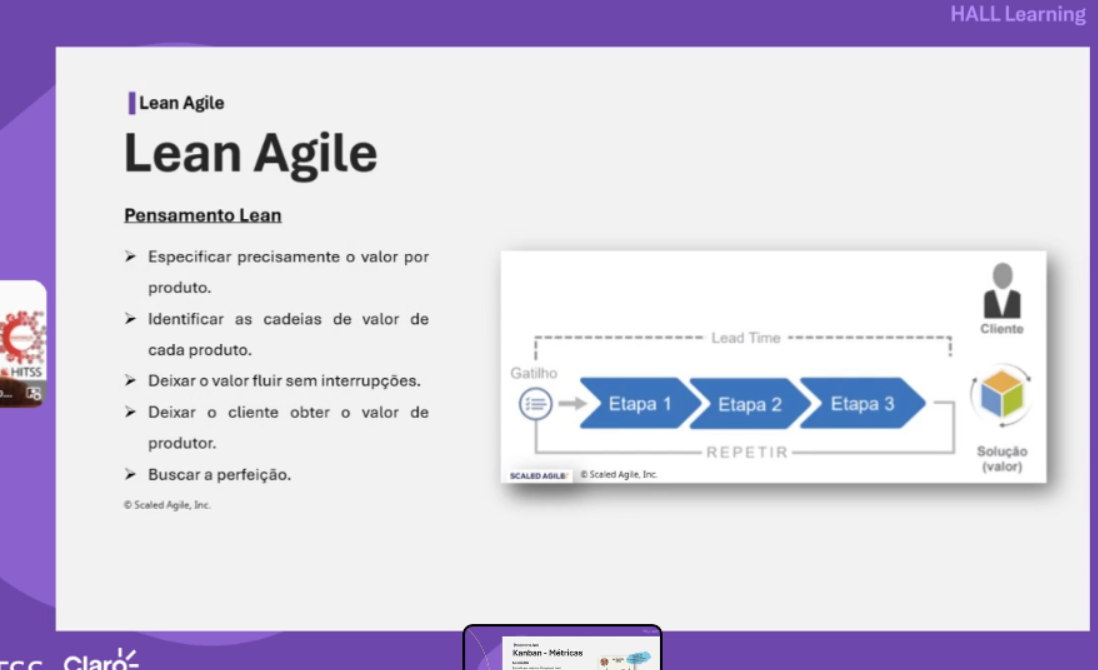 HALL Learning
Lean Agile
Lean Agile
Pensamento Lean
➢ Especificar precisamente o valor por
produto.
➢ Identificar as cadeias de valor de
cada produto.
➢ Deixar o valor fluir sem interrupções.
➢ Deixar o cliente obter o valor de
produtor.
➢ Buscar a perfeição.
© Scaled Agile, Inc.
Cliente
Lead Time
Gatilho
Etapa 1
Etapa 2
Etapa 3
REPETIR
Solução
(valor)
SCALED AGILE
© Scaled Agile, Inc.
HITSS
Claro
Kanban - Métricas